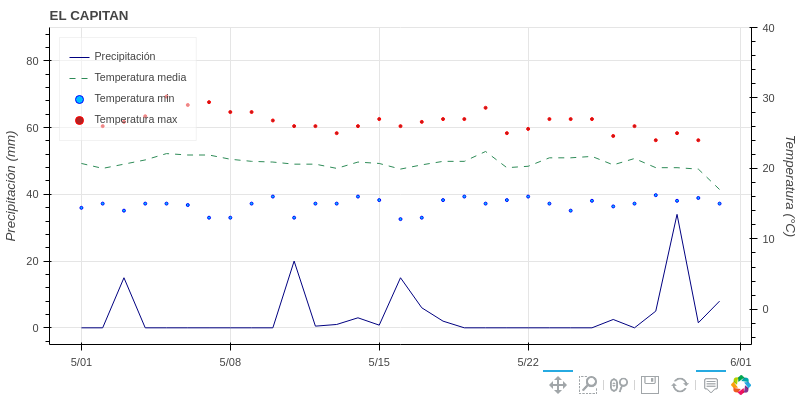 EL CAPITAN
Precipitación
Temperatura media
Temperatura min
Temperatura max
Precipitación (mm)
80
60
40
20
0
Temperatura (°C)
40
30
20
10
0
5/01
5/08
5/15
5/22
6/01